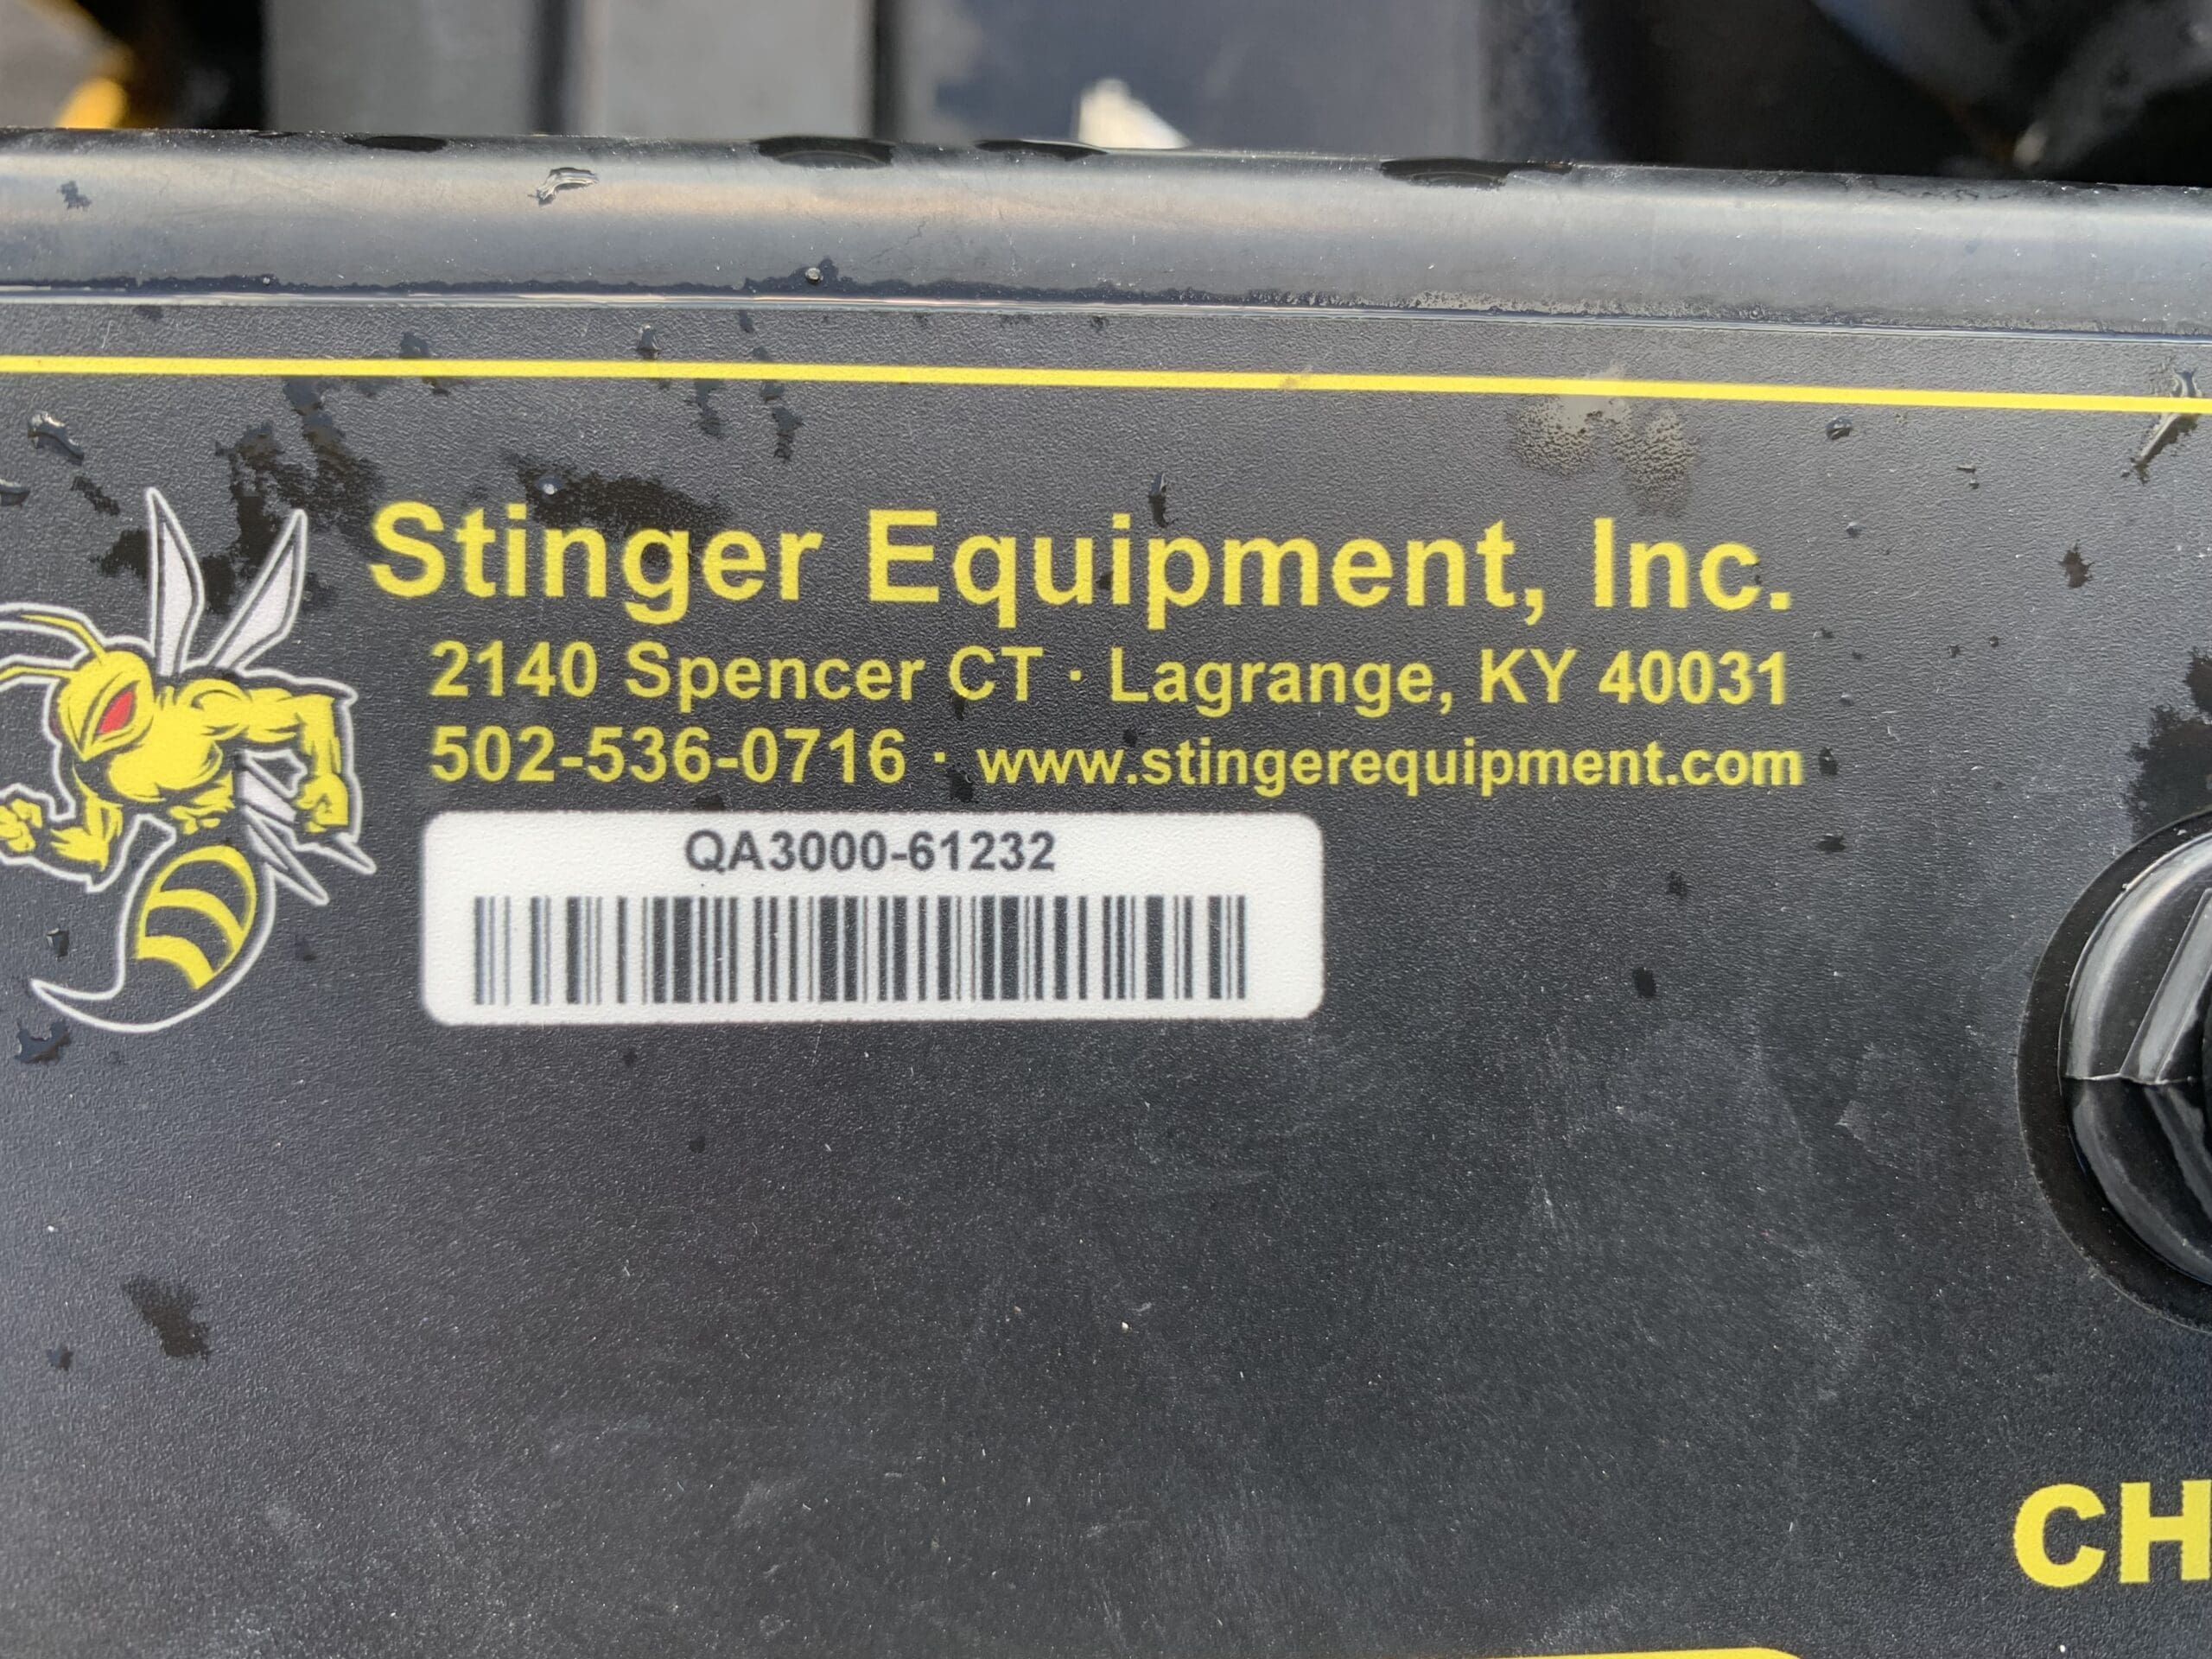 Stinger Equipment, Inc.
2140 Spencer CT · Lagrange, KY 40031
502-536-0716 · www.stingerequipment.com
QA3000-61232
CH